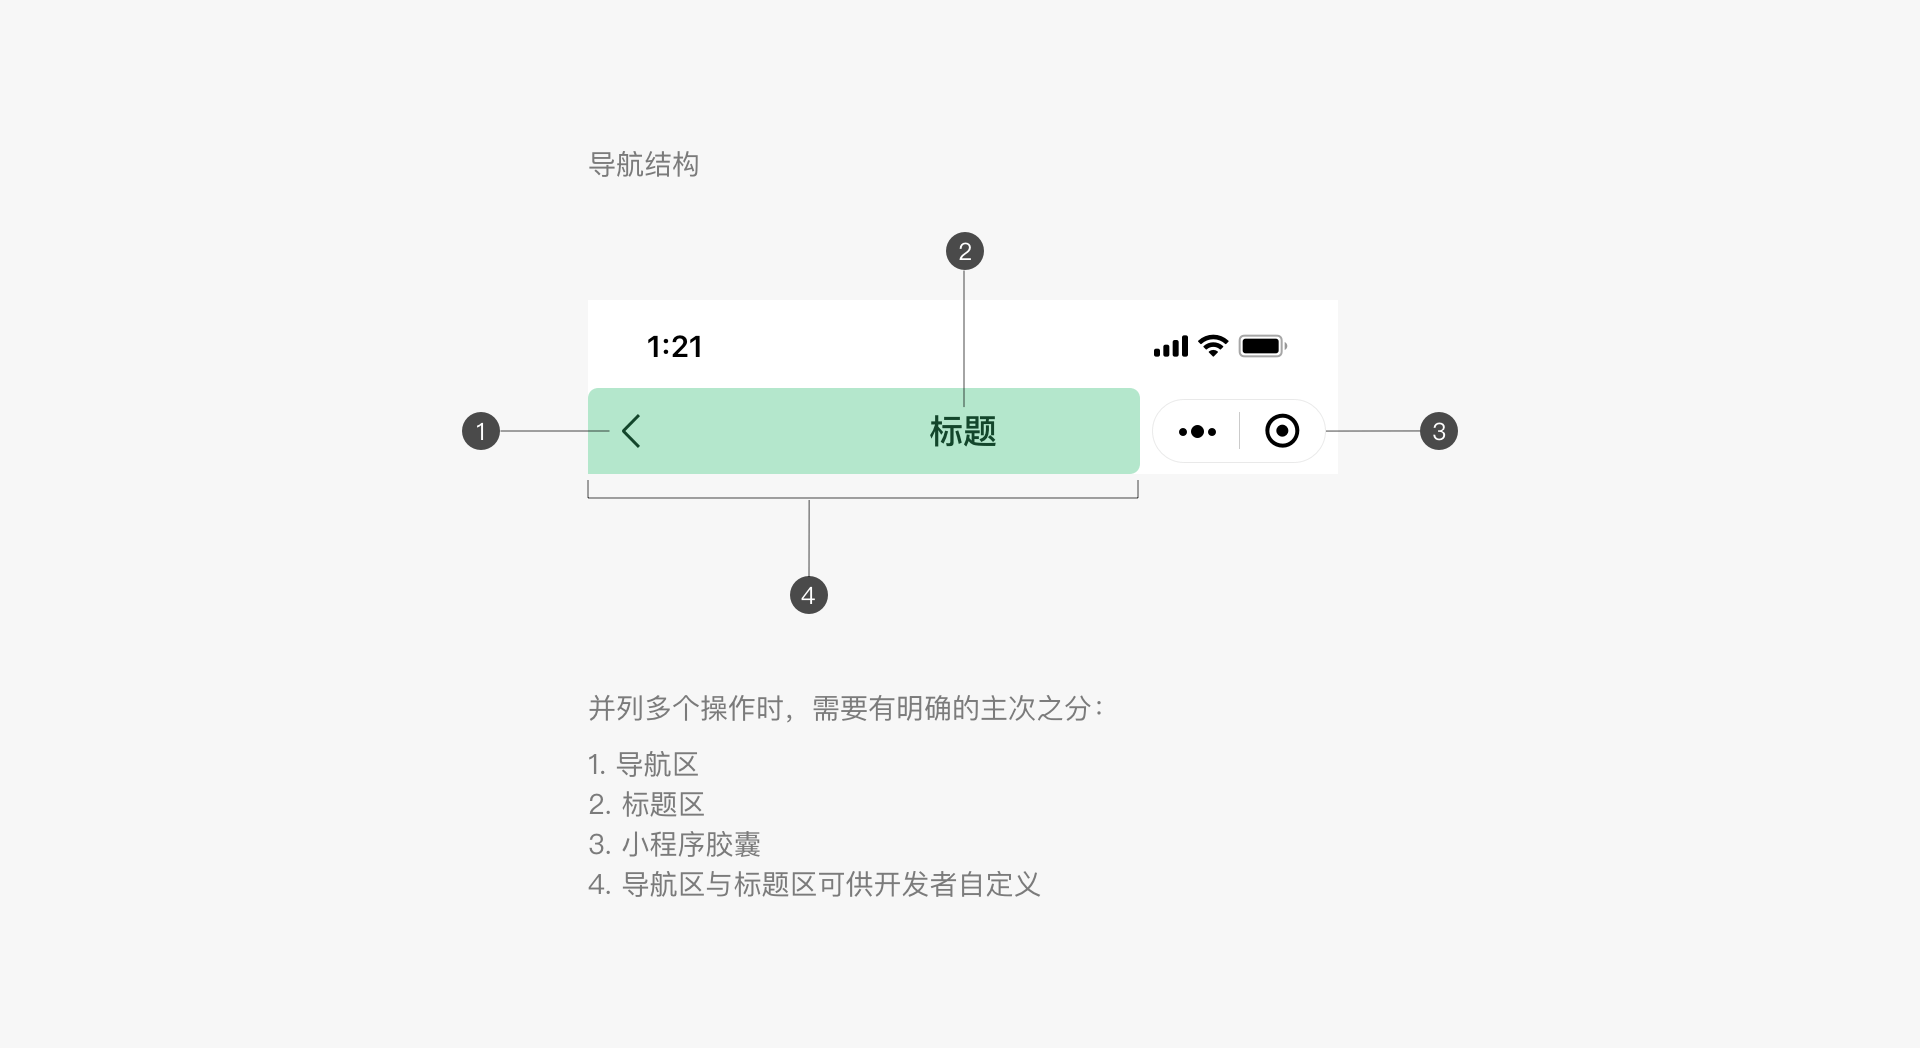 导航结构
2
1:21
1
标题
3
4
并列多个操作时，需要有明确的主次之分：
1. 导航区
2. 标题区
3. 小程序胶囊
4. 导航区与标题区可供开发者自定义